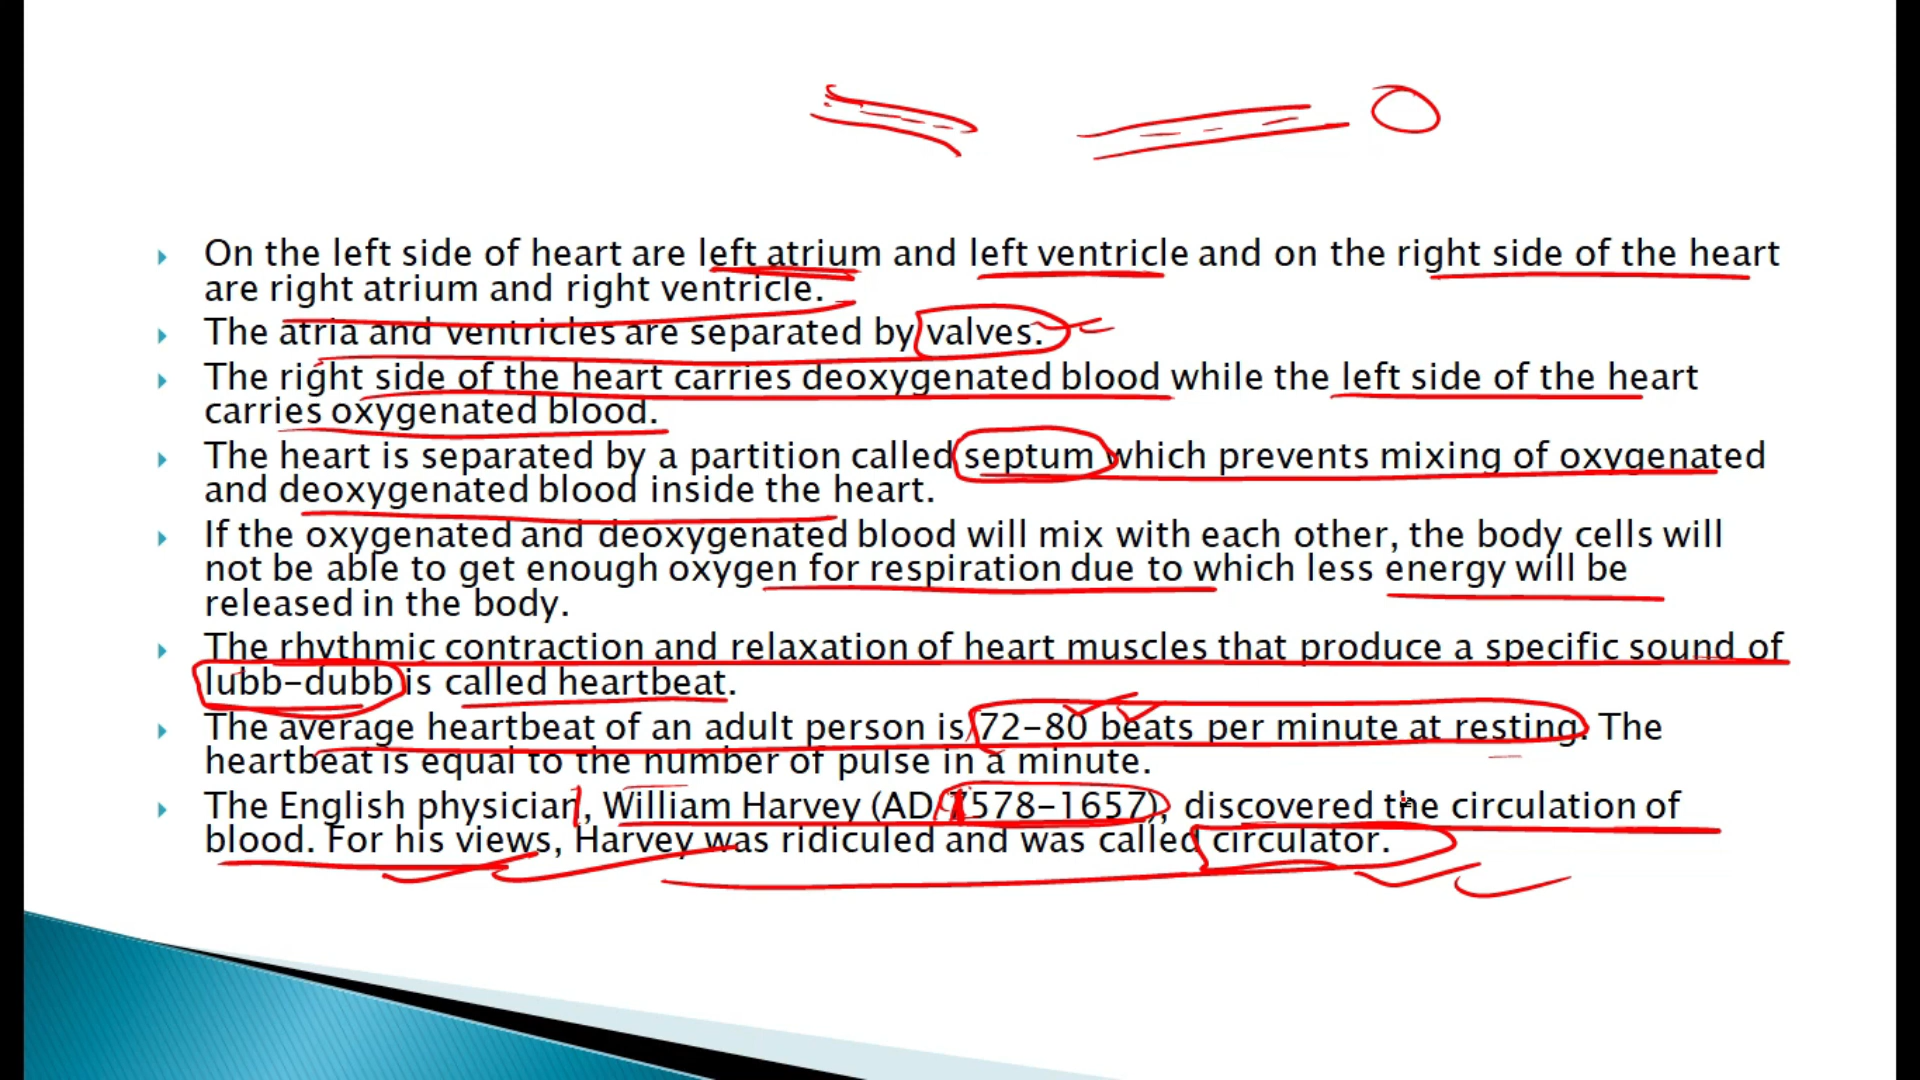 On the left side of heart are left atrium and left ventricle and on the right side of the heart
are right atrium and right ventricle.
The atria and ventricles are separated by valves.
The right side of the heart carries deoxygenated blood while the left side of the heart
carries oxygenated blood.
The heart is separated by a partition called septum which prevents mixing of oxygenated
and deoxygenated blood inside the heart.
If the oxygenated and deoxygenated blood will mix with each other, the body cells will
not be able to get enough oxygen for respiration due to which less energy will be
released in the body.
The rhythmic contraction and relaxation of heart muscles that produce a specific sound of
lubb-dubb is called heartbeat.
The average heartbeat of an adult person is 72-80 beats per minute at resting. The
heartbeat is equal to the number of pulse in a minute.
The English physician, William Harvey (AD 1578-1657), discovered the circulation of
blood. For his views, Harvey was ridiculed and was called circulator.